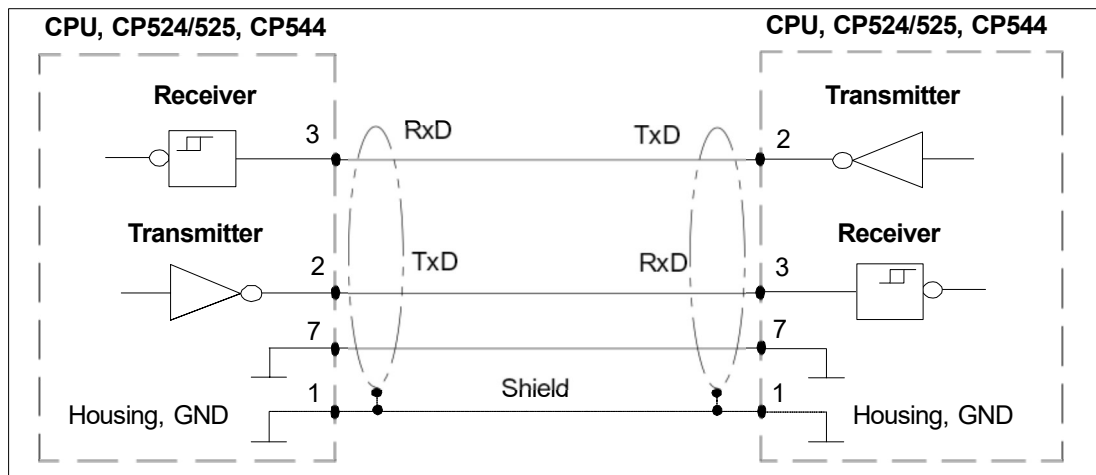 CPU, CP524/525, CP544 CPU, CP524/525, CP544
Receiver Transmitter
3 RxD TxD 2
Transmitter Receiver
2 TxD RxD 3
7 7
1 Shield 1
Housing, GND Housing, GND